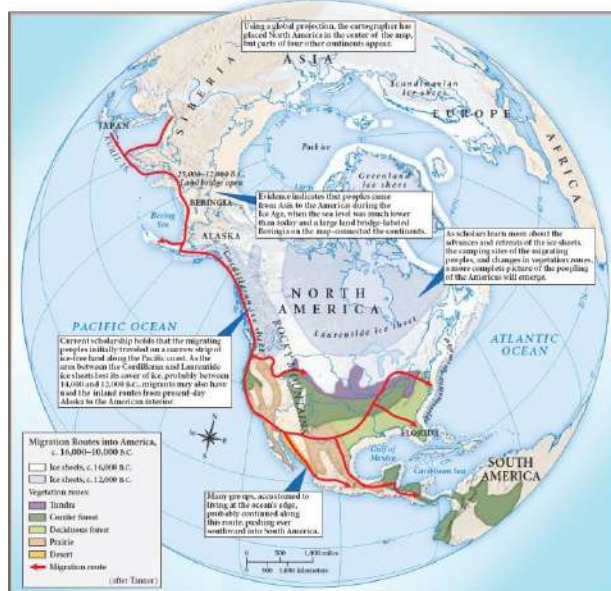 Using a global projection, the cartographer has
placed North America in the center of the map,
but parts of four other continents appear.
ASIA
SIBERIA
Scandinavian
ice sheet
EUROPE
AFRICA
JAPAN
Pack ice
Greenland
ice sheet
25,000–12,000 B.C.
Land bridge open
BERINGIA
Evidence indicates that peoples came
from Asia to the Americas during the
Ice Age, when the sea level was much lower
than today and a large land bridge–labeled
Beringia on the map–connected the continents.
Bering
Sea
ALASKA
As scholars learn more about the
advances and retreats of the ice sheets,
the camping sites of the migrating
peoples, and changes in vegetation zones,
a more complete picture of the peopling
of the Americas will emerge.
Cordilleran ice sheet
NORTH
AMERICA
Laurentide ice sheet
PACIFIC OCEAN
ATLANTIC
OCEAN
ROCKY MOUNTAINS
Current scholarship holds that the migrating
peoples initially traveled on a narrow strip of
ice-free land along the Pacific coast. As the
area between the Cordilleran and Laurentide
ice sheets lost its cover of ice, probably between
14,000 and 12,000 B.C., migrants may also have
used the inland routes from present-day
Alaska to the American interior.
FLORIDA
Gulf of
Mexico
Caribbean Sea
SOUTH
AMERICA
N
S
E
W
Migration Routes into America,
c. 16,000–10,000 B.C.
Ice sheets, c. 16,000 B.C.
Ice sheets, c. 12,000 B.C.
Vegetation zones:
Tundra
Conifer forest
Deciduous forest
Prairie
Desert
Migration route
(after Tanner)
Many groups, accustomed to
living at the ocean's edge,
probably continued along
this route, pushing ever
southward into South America.
0 500 1,000 miles
0 500 1,000 kilometers